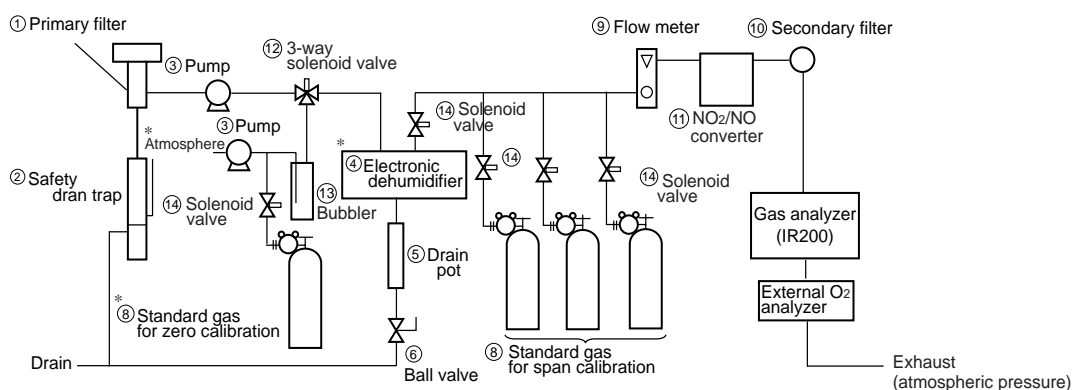 ① Primary filter
③ Pump
⑫ 3-way
solenoid valve
⑨ Flow meter
⑩ Secondary filter
*
Atmosphere
③ Pump
⑭ Solenoid
valve
⑪ NO2/NO
converter
② Safety
dran trap
⑭ Solenoid
valve
⑬
Bubbler
*
④ Electronic
dehumidifier
⑭
⑭ Solenoid
valve
Gas analyzer
(IR200)
⑤ Drain
pot
External O2
analyzer
*
⑧ Standard gas
for zero calibration
⑥
Ball valve
⑧ Standard gas
for span calibration
Drain
Exhaust
(atmospheric pressure)